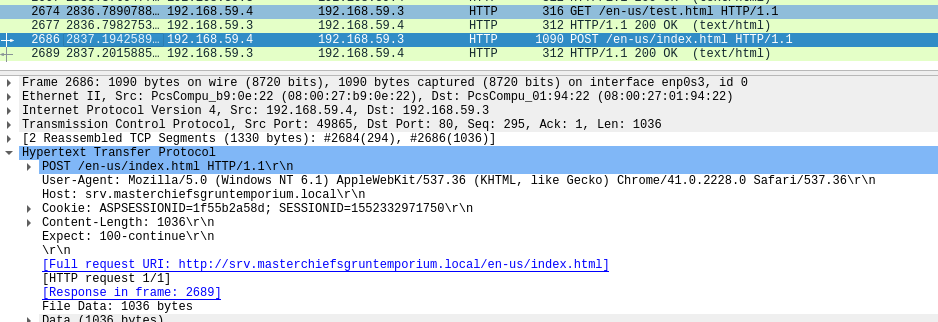 2674 2836.7890788… 192.168.59.4 192.168.59.3 HTTP 316 GET /en-us/test.html HTTP/1.1
2677 2836.7982753… 192.168.59.3 192.168.59.4 HTTP 312 HTTP/1.1 200 OK (text/html)
2686 2837.1942589… 192.168.59.4 192.168.59.3 HTTP 1090 POST /en-us/index.html HTTP/1.1
2689 2837.2015885… 192.168.59.3 192.168.59.4 HTTP 312 HTTP/1.1 200 OK (text/html)
Frame 2686: 1090 bytes on wire (8720 bits), 1090 bytes captured (8720 bits) on interface enp0s3, id 0
Ethernet II, Src: PcsCompu_b9:0e:22 (08:00:27:b9:0e:22), Dst: PcsCompu_01:94:22 (08:00:27:01:94:22)
Internet Protocol Version 4, Src: 192.168.59.4, Dst: 192.168.59.3
Transmission Control Protocol, Src Port: 49865, Dst Port: 80, Seq: 295, Ack: 1, Len: 1036
[2 Reassembled TCP Segments (1330 bytes): #2684(294), #2686(1036)]
Hypertext Transfer Protocol
POST /en-us/index.html HTTP/1.1\r\n
User-Agent: Mozilla/5.0 (Windows NT 6.1) AppleWebKit/537.36 (KHTML, like Gecko) Chrome/41.0.2228.0 Safari/537.36\r\n
Host: srv.masterchiefsgruntemporium.local\r\n
Cookie: ASPSESSIONID=1f55b2a58d; SESSIONID=1552332971750\r\n
Content-Length: 1036\r\n
Expect: 100-continue\r\n
\r\n
[Full request URI: http://srv.masterchiefsgruntemporium.local/en-us/index.html]
[HTTP request 1/1]
[Response in frame: 2689]
File Data: 1036 bytes
Data (1036 bytes)